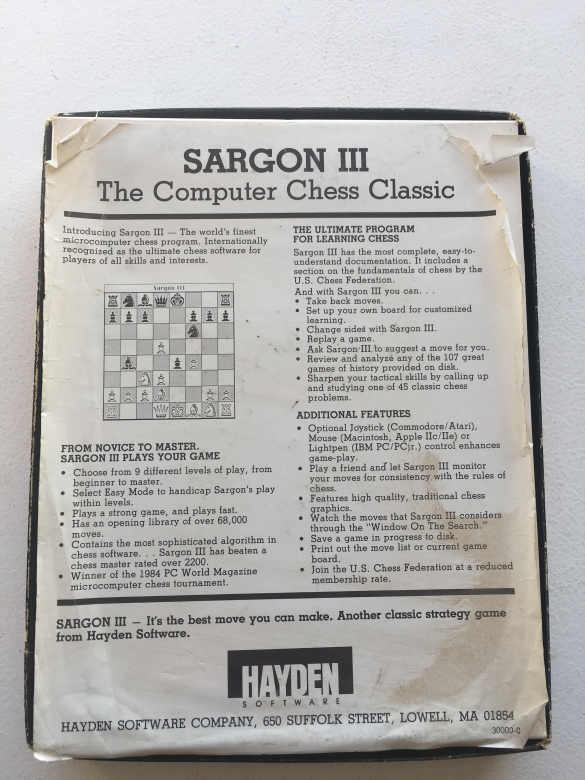 SARGON III
The Computer Chess Classic
Introducing Sargon III — The world's finest
microcomputer chess program. Internationally
recognized as the ultimate chess software for
players of all skills and interests.
Sargon III
FROM NOVICE TO MASTER,
SARGON III PLAYS YOUR GAME
• Choose from 9 different levels of play, from
beginner to master.
• Select Easy Mode to handicap Sargon's play
within levels.
• Plays a strong game, and plays fast.
• Has an opening library of over 68,000
moves.
• Contains the most sophisticated algorithm in
chess software. . . Sargon III has beaten a
chess master rated over 2200.
• Winner of the 1984 PC World Magazine
microcomputer chess tournament.
THE ULTIMATE PROGRAM
FOR LEARNING CHESS
Sargon III has the most complete, easy-to-
understand documentation. It includes a
section on the fundamentals of chess by the
U.S. Chess Federation.
And with Sargon III you can. . .
• Take back moves.
• Set up your own board for customized
learning.
• Change sides with Sargon III.
• Replay a game.
• Ask Sargon III to suggest a move for you.
• Review and analyze any of the 107 great
games of history provided on disk.
• Sharpen your tactical skills by calling up
and studying one of 45 classic chess
problems.
ADDITIONAL FEATURES
• Optional Joystick (Commodore/Atari),
Mouse (Macintosh, Apple IIc/IIe) or
Lightpen (IBM PC/PCjr.) control enhances
game-play.
• Play a friend and let Sargon III monitor
your moves for consistency with the rules of
chess.
• Features high quality, traditional chess
graphics.
• Watch the moves that Sargon III considers
through the "Window On The Search."
• Save a game in progress to disk.
• Print out the move list or current game
board.
• Join the U.S. Chess Federation at a reduced
membership rate.
SARGON III — It's the best move you can make. Another classic strategy game
from Hayden Software.
HAYDEN
SOFTWARE
HAYDEN SOFTWARE COMPANY, 650 SUFFOLK STREET, LOWELL, MA 01854
30000-0